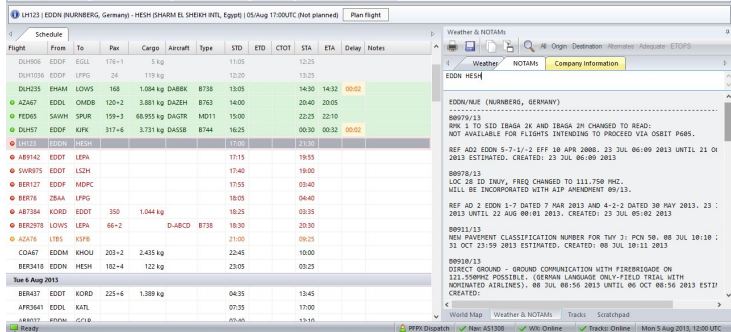 LH123 | EDDN (NURNBERG, Germany) - HESH (SHARM EL SHEIKH INTL, Egypt) | 05/Aug 17:00UTC (Not planned) Plan flight
Schedule
Flight From To Pax Cargo Aircraft Type STD ETD CTOT STA ETA Delay Notes
DLH906 EDDF EGLL 176+1 5 kg 11:05 12:25
DLH1036 EDDF LFPG 24 119 kg 12:20 13:25
DLH235 EHAM LOWS 168 1.084 kg DABBK B738 13:05 14:30 14:32 00:02
AZA67 EDDL OMDB 120+2 3.881 kg DAZEH B763 14:00 20:40 20:05
FED65 SAWH SPUR 159+3 68.955 kg DAGTR MD11 15:00 22:25 22:10
DLH57 EDDF KJFK 317+6 3.731 kg DASSB B744 16:25 00:30 00:32 00:02
LH123 EDDN HESH 17:00 21:30
AB9142 EDDT LEPA 17:15 19:55
SWR975 EDDT LSZH 17:40 19:00
BER127 EDDF MDPC 17:55 03:40
BER76 ZBAA LFPG 18:05 04:40
AB7384 KORD EDDT 350 1.044 kg 18:25 03:35
BER2978 LOWS LEPA 66+2 D-ABCD B738 18:30 20:30
AZA76 LTBS KSFB 21:00 09:25
COA67 EDDM KHOU 203+2 2.435 kg 22:45 10:00
BER3418 EDDN HESH 182+4 122 kg 23:05 03:25
Tue 6 Aug 2013
BER437 EDDT KORD 225+6 1.389 kg 04:35 13:45
AFR3641 EDDL KATL 07:35 17:00
AB8037 EDDN GCLP 07:40 12:10
Weather & NOTAMs
All Origin Destination Alternates Adequate ETOPS
Weather NOTAMs Company Information
EDDN HESH
EDDN/NUE (NURNBERG, GERMANY)
B0979/13
RMK 1 TO SID IBAGA 2K AND IBAGA 2M CHANGED TO READ:
NOT AVAILABLE FOR FLIGHTS INTENDING TO PROCEED VIA OSBIT P605.
REF AD2 EDDN 5-7-1/-2 EFF 10 APR 2008. 23 JUL 06:09 2013 UNTIL 21
2013 ESTIMATED. CREATED: 23 JUL 06:09 2013
B0978/13
LOC 28 ID INUY, FREQ CHANGED TO 111.750 MHZ.
WILL BE INCORPORATED WITH AIP AMENDMENT 09/13.
REF AD 2 EDDN 1-7 DATED 7 MAR 2013 AND 4-2-2 DATED 30 MAY 2013. 23
2013 UNTIL 22 AUG 00:01 2013. CREATED: 23 JUL 05:02 2013
B0911/13
NEW PAVEMENT CLASSIFICATION NUMBER FOR TWY J: PCN 50. 08 JUL 10:10
31 OCT 23:59 2013 ESTIMATED. CREATED: 08 JUL 10:11 2013
B0910/13
DIRECT GROUND - GROUND COMMUNICATION WITH FIREBRIGADE ON
121.550MHZ POSSIBLE. (GERMAN LANGUAGE ONLY-FIELD TRIAL WITH
NOMINATED AIRLINES). 08 JUL 08:56 2013 UNTIL 06 OCT 08:56 2013
CREATED:
World Map Weather & NOTAMs Tracks Scratchpad
Ready PFPX Dispatch Nav: AS1308 WX: Online Tracks: Online Mon 5 Aug 2013, 12:00 UTC